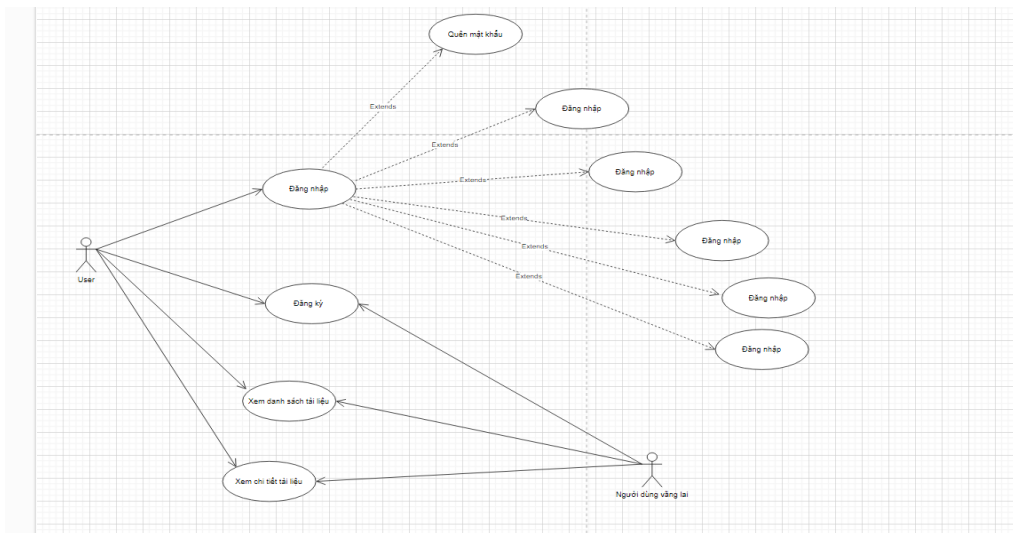 Quên mật khẩu
Extends
Đăng nhập
Extends
Đăng nhập
Extends
Đăng nhập
Extends
Đăng nhập
Extends
User
Extends
Đăng nhập
Đăng ký
Đăng nhập
Xem danh sách tài liệu
Xem chi tiết tài liệu
Người dùng vãng lai